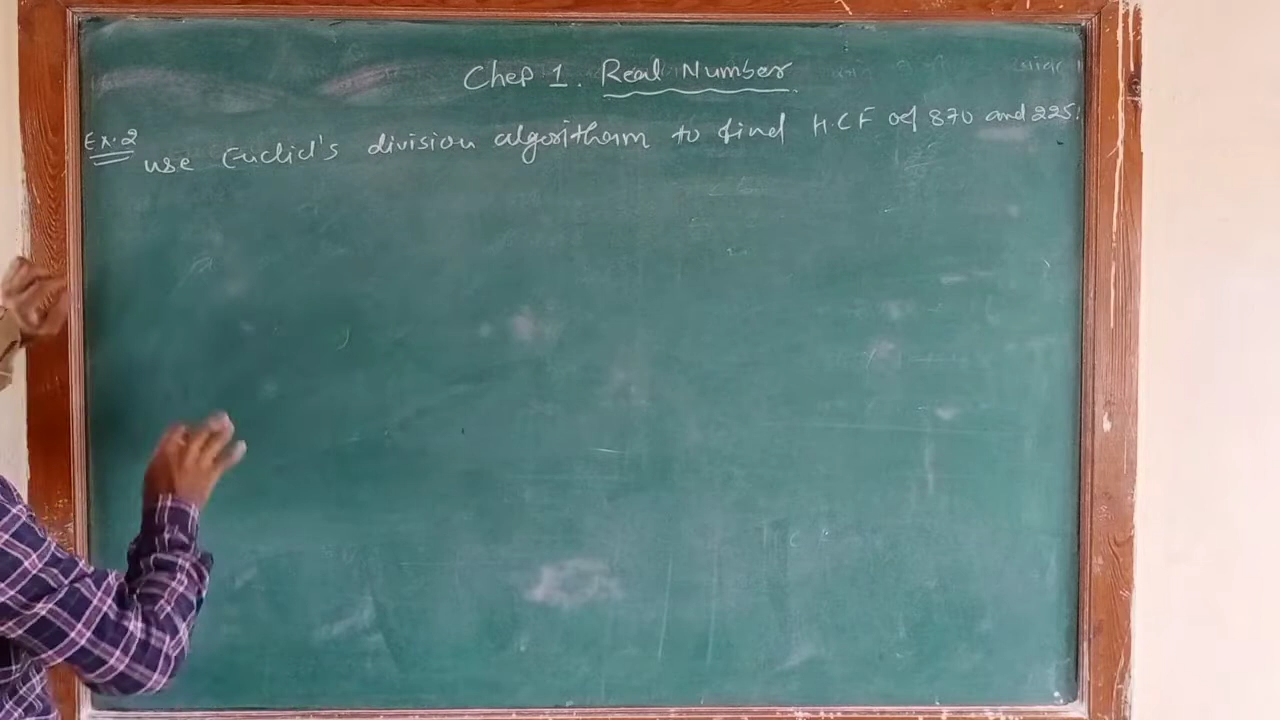 Chep 1. Real Number
Ex.2
use Euclid's division algoritham to find H.C.F of 870 and 225.